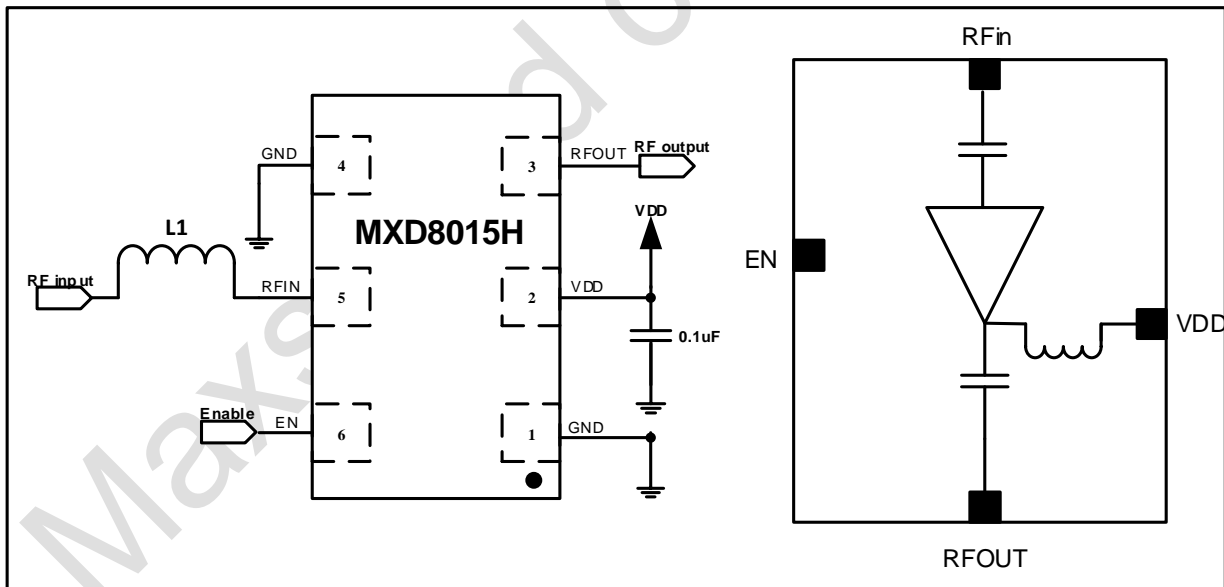 RFin
GND
4
3
RFOUT
RF output
L1
MXD8015H
VDD
RF input
RFIN
5
2
VDD
0.1uF
EN
VDD
Enable
EN
6
1
GND
RFOUT